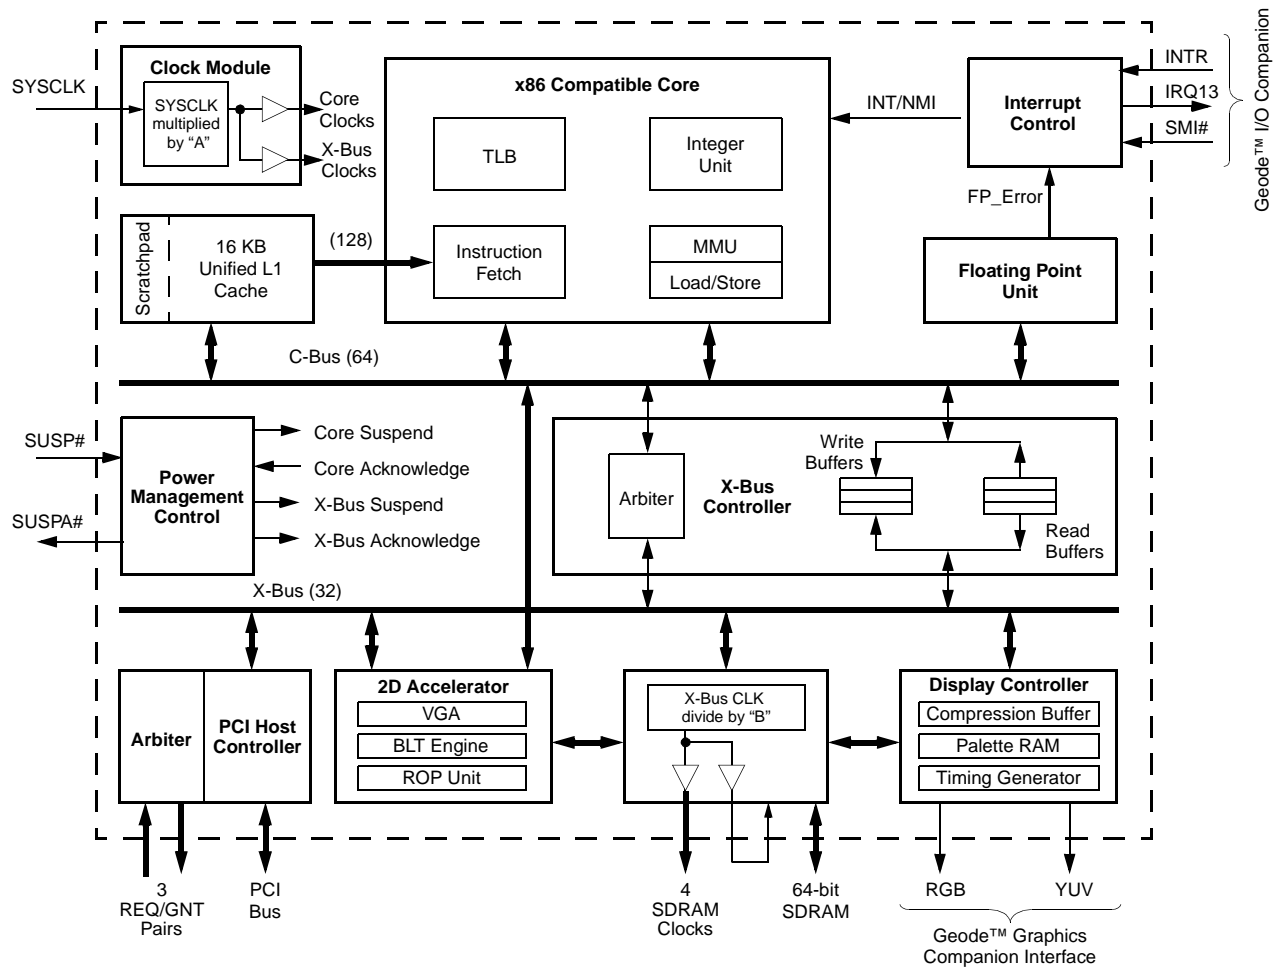 Clock Module
SYSCLK
SYSCLK
multiplied
by “A”
Core
Clocks
X-Bus
Clocks
x86 Compatible Core
TLB
Integer
Unit
Instruction
Fetch
MMU
Load/Store
INT/NMI
Interrupt
Control
INTR
IRQ13
SMI#
Geode™ I/O Companion
FP_Error
Floating Point
Unit
Scratchpad
16 KB
Unified L1
Cache
(128)
C-Bus (64)
SUSP#
SUSPA#
Power
Management
Control
Core Suspend
Core Acknowledge
X-Bus Suspend
X-Bus Acknowledge
Arbiter
X-Bus
Controller
Write
Buffers
Read
Buffers
X-Bus (32)
Arbiter
PCI Host
Controller
2D Accelerator
VGA
BLT Engine
ROP Unit
X-Bus CLK
divide by “B”
Display Controller
Compression Buffer
Palette RAM
Timing Generator
3
REQ/GNT
Pairs
PCI
Bus
4
SDRAM
Clocks
64-bit
SDRAM
RGB
YUV
Geode™ Graphics
Companion Interface